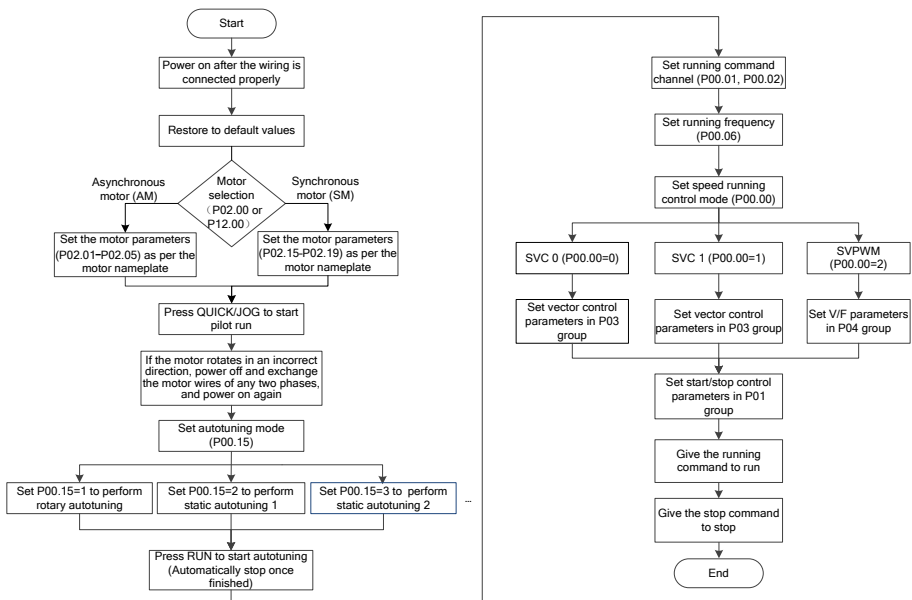 Start
Power on after the wiring is
connected properly
Restore to default values
Motor
selection
(P02.00 or
P12.00)
Asynchronous
motor (AM)
Synchronous
motor (SM)
Set the motor parameters
(P02.01–P02.05) as per the
motor nameplate
Set the motor parameters
(P02.15-P02.19) as per the
motor nameplate
Press QUICK/JOG to start
pilot run
If the motor rotates in an incorrect
direction, power off and exchange
the motor wires of any two phases,
and power on again
Set autotuning mode
(P00.15)
Set P00.15=1 to perform
rotary autotuning
Set P00.15=2 to perform
static autotuning 1
Set P00.15=3 to perform
static autotuning 2
...
Press RUN to start autotuning
(Automatically stop once
finished)
Set running command
channel (P00.01, P00.02)
Set running frequency
(P00.06)
Set speed running
control mode (P00.00)
SVC 0 (P00.00=0)
SVC 1 (P00.00=1)
SVPWM
(P00.00=2)
Set vector control
parameters in P03
group
Set vector control
parameters in P03 group
Set V/F parameters
in P04 group
Set start/stop control
parameters in P01
group
Give the running
command to run
Give the stop command
to stop
End